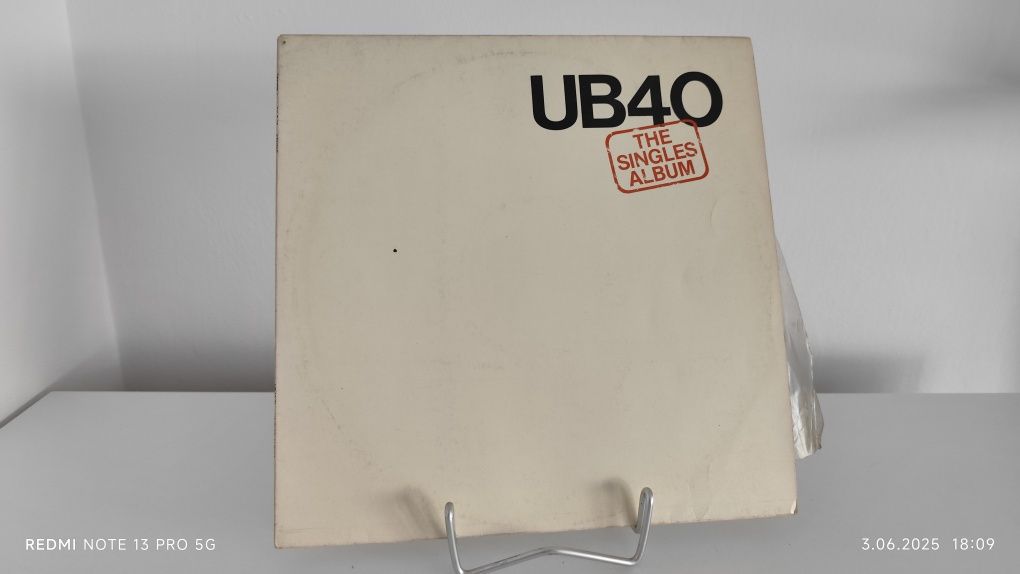 UB40
THE
SINGLES
ALBUM
REDMI NOTE 13 PRO 5G
3.06.2025 18:09